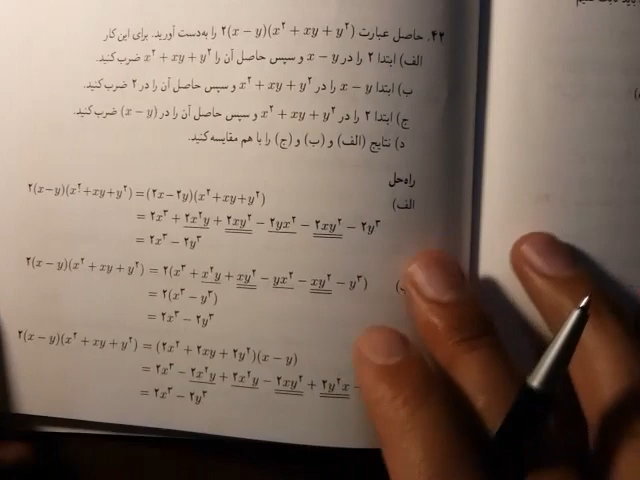 ۴۲. حاصل عبارت ۲(x − y)(x² + xy + y²) را به‌دست آورید. برای این کار
الف) ابتدا ۲ را در x − y و سپس حاصل آن را x² + xy + y² ضرب کنید.
ب) ابتدا x − y را در x² + xy + y² و سپس حاصل آن را در ۲ ضرب کنید.
ج) ابتدا ۲ را در x² + xy + y² و سپس حاصل آن را در (x − y) ضرب کنید.
د) نتایج (الف) و (ب) و (ج) را با هم مقایسه کنید.
راه‌حل
الف) ۲(x−y)(x²+xy+y²) = (۲x − ۲y)(x²+xy+y²)
= ۲x³ + ۲x²y + ۲xy² − ۲yx² − ۲xy² − ۲y³
= ۲x³ − ۲y³
۲(x − y)(x² + xy + y²) = ۲(x³ + x²y + xy² − yx² − xy² − y³)
= ۲(x³ − y³)
= ۲x³ − ۲y³
۲(x − y)(x² + xy + y²) = (۲x² + ۲xy + ۲y²)(x − y)
= ۲x³ − ۲x²y + ۲x²y − ۲xy² + ۲y²x −
= ۲x³ − ۲y³